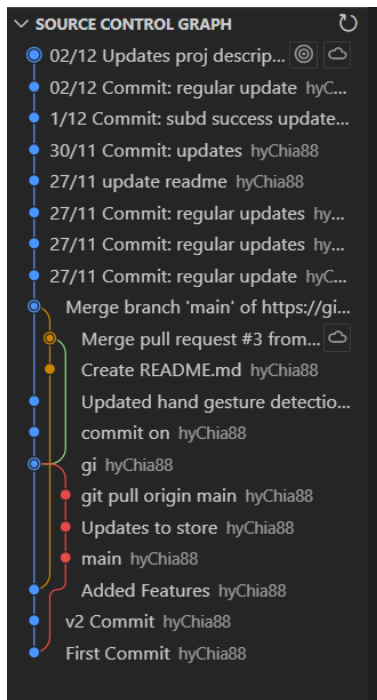 SOURCE CONTROL GRAPH
02/12 Updates proj descrip...
02/12 Commit: regular update hyC...
1/12 Commit: subd success update...
30/11 Commit: updates hyChia88
27/11 update readme hyChia88
27/11 Commit: regular updates hy...
27/11 Commit: regular updates hy...
27/11 Commit: regular update hyC...
Merge branch 'main' of https://gi...
Merge pull request #3 from...
Create README.md hyChia88
Updated hand gesture detectio...
commit on hyChia88
gi hyChia88
git pull origin main hyChia88
Updates to store hyChia88
main hyChia88
Added Features hyChia88
v2 Commit hyChia88
First Commit hyChia88